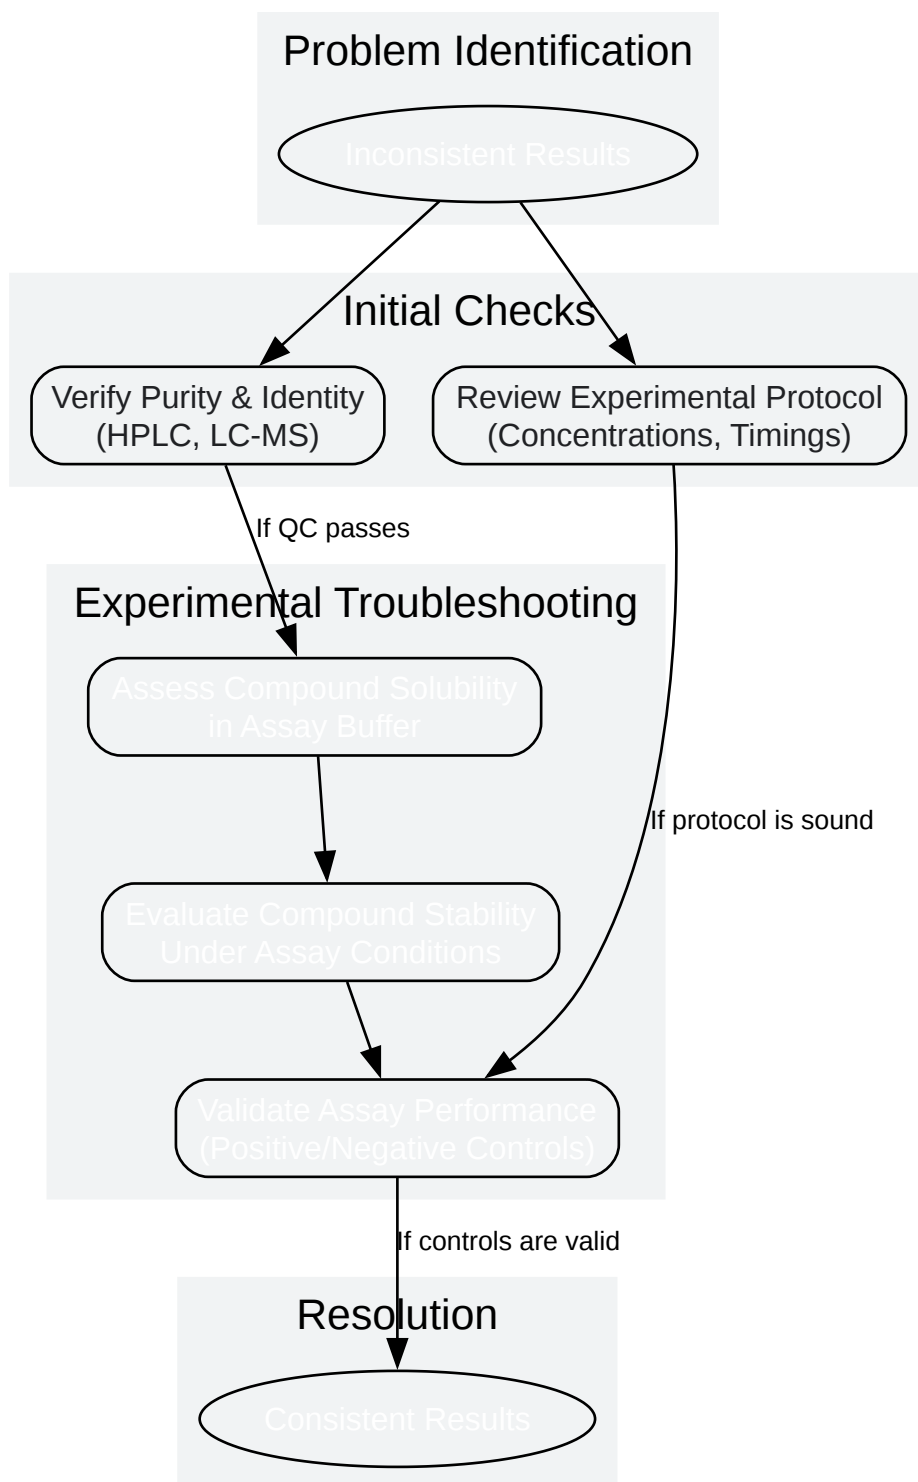 Problem Identification
Inconsistent Results
Initial Checks
Verify Purity & Identity
(HPLC, LC-MS)
Review Experimental Protocol
(Concentrations, Timings)
If QC passes
Experimental Troubleshooting
Assess Compound Solubility
in Assay Buffer
If protocol is sound
Evaluate Compound Stability
Under Assay Conditions
Validate Assay Performance
(Positive/Negative Controls)
If controls are valid
Resolution
Consistent Results